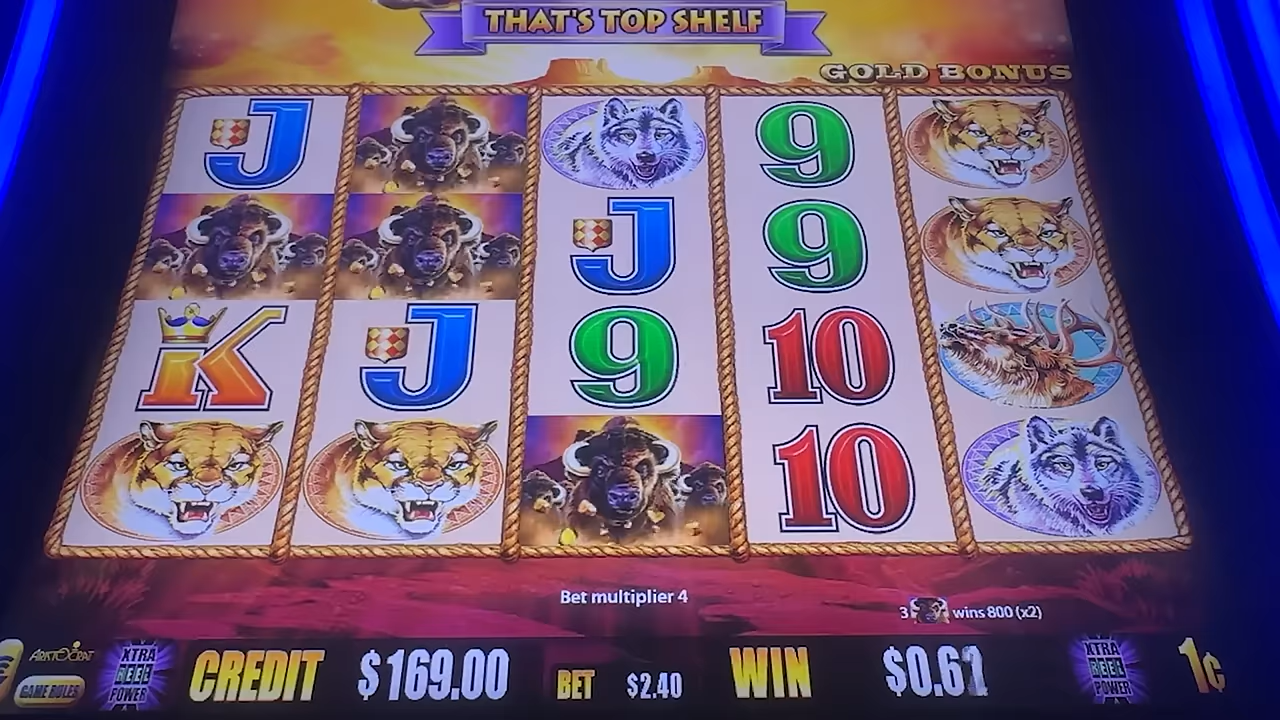 THAT'S TOP SHELF
GOLD BONUS
J 9
J 9
K J 9 10
10
Bet multiplier 4
3 wins 800 (x2)
ARISTOCRAT
GAME RULES
XTRA
REEL
POWER
CREDIT $169.00 BET $2.40 WIN
XTRA
REEL
POWER
1¢